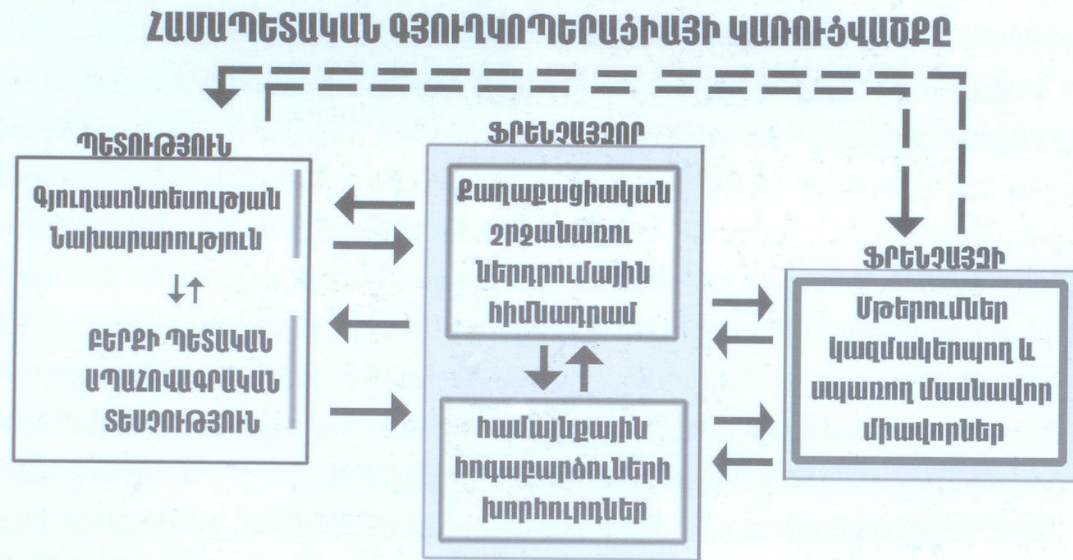 ՀԱՄԱՊԵՏԱԿԱՆ ԳՅՈՒՂԿՈՊԵՐԱՑԻԱՅԻ ԿԱՌՈՒՑՎԱԾՔԸ
ՊԵՏՈՒԹՅՈՒՆ
Գյուղատնտեսության
Նախարարություն
ԲԵՐՔԻ ՊԵՏԱԿԱՆ
ԱՊԱՀՈՎԱԳՐԱԿԱՆ
ՏԵՍՉՈՒԹՅՈՒՆ
ՖՐԵՆՉԱՅԶՈՐ
Քաղաքացիական
շրջանառու
ներդրումային
հիմնադրամ
համայնքային
հոգաբարձուների
խորհուրդներ
ՖՐԵՆՉԱՅԶԻ
Մթերումներ
կազմակերպող և
սպառող մասնավոր
միավորներ